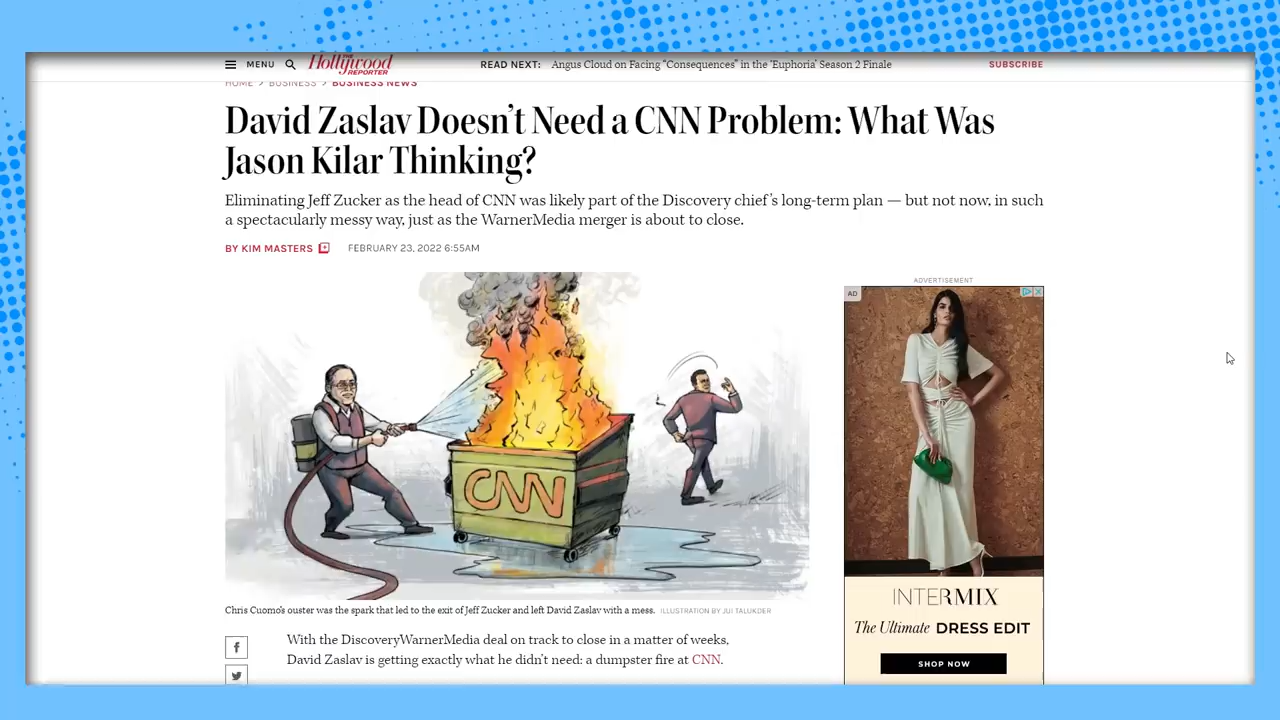 MENU
Hollywood
REPORTER
READ NEXT: Angus Cloud on Facing “Consequences” in the ‘Euphoria’ Season 2 Finale
SUBSCRIBE
HOME > BUSINESS > BUSINESS NEWS
David Zaslav Doesn’t Need a CNN Problem: What Was
Jason Kilar Thinking?
Eliminating Jeff Zucker as the head of CNN was likely part of the Discovery chief’s long-term plan — but not now, in such
a spectacularly messy way, just as the WarnerMedia merger is about to close.
BY KIM MASTERS + FEBRUARY 23, 2022 6:55AM
CNN
Chris Cuomo’s ouster was the spark that led to the exit of Jeff Zucker and left David Zaslav with a mess. ILLUSTRATION BY JUI TALUKDER
With the DiscoveryWarnerMedia deal on track to close in a matter of weeks,
David Zaslav is getting exactly what he didn’t need: a dumpster fire at CNN.
ADVERTISEMENT
AD
INTERMIX
The Ultimate DRESS EDIT
SHOP NOW